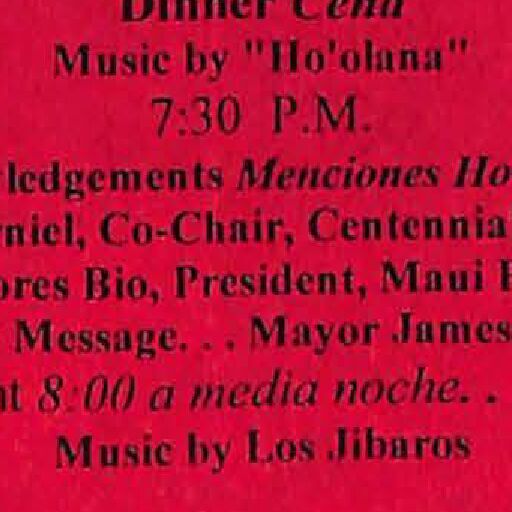 Dinner Cena
Music by "Ho'olana"
7:30 P.M.
ledgements Menciones Ho
niel, Co-Chair, Centennia
ores Bio, President, Maui
Message. . . Mayor James
nt 8:00 a media noche. .
Music by Los Jibaros